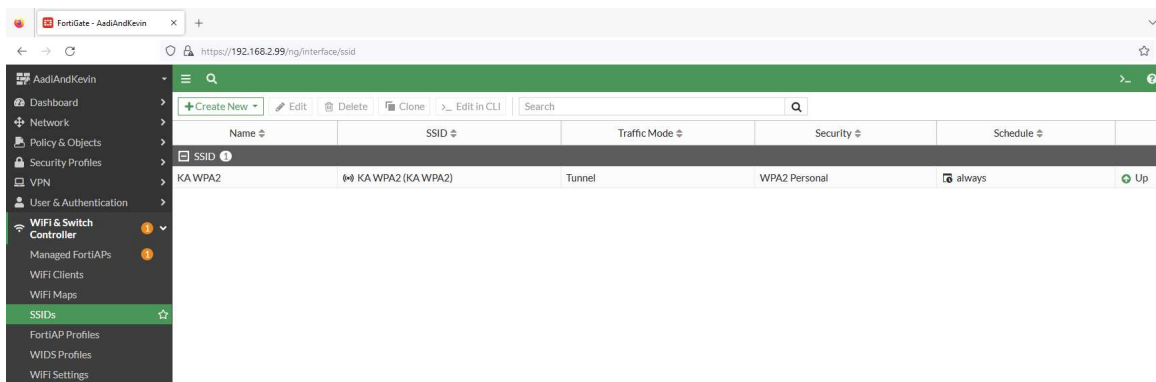 FortiGate - AadiAndKevin
https://192.168.2.99/ng/interface/ssid
AadiAndKevin
Dashboard
Network
Policy & Objects
Security Profiles
VPN
User & Authentication
WiFi & Switch Controller 1
Managed FortiAPs 1
WiFi Clients
WiFi Maps
SSIDs
FortiAP Profiles
WIDS Profiles
WiFi Settings
+Create New Edit Delete Clone >_ Edit in CLI Search
Name SSID Traffic Mode Security Schedule
SSID 1
KA WPA2 KA WPA2 (KA WPA2) Tunnel WPA2 Personal always Up